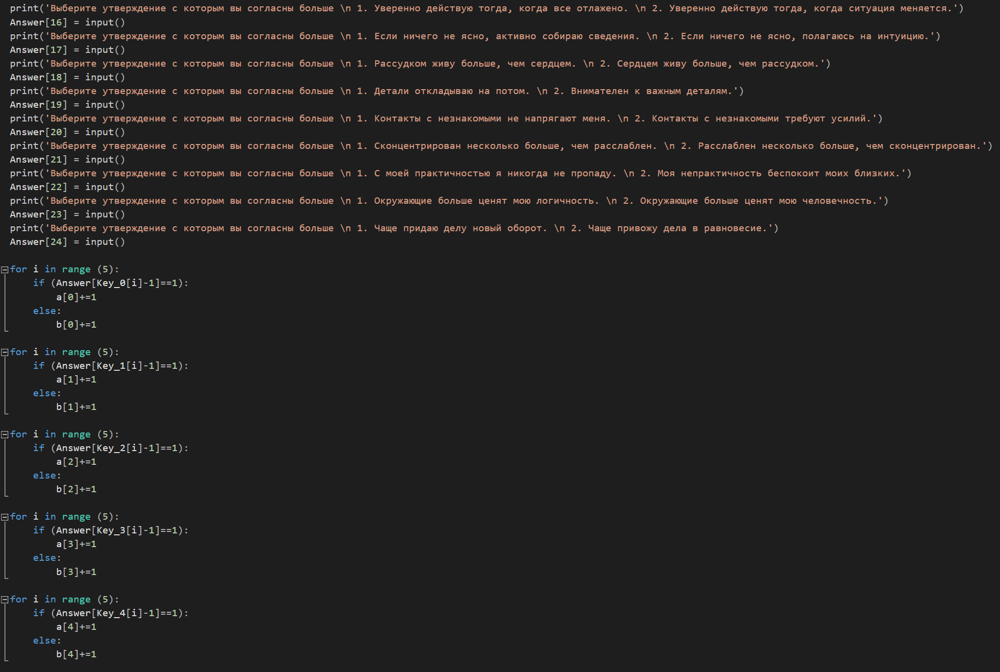 print('Выберите утверждение с которым вы согласны больше \n 1. Уверенно действую тогда, когда все отлажено. \n 2. Уверенно действую тогда, когда ситуация меняется.')
Answer[16] = input()
print('Выберите утверждение с которым вы согласны больше \n 1. Если ничего не ясно, активно собираю сведения. \n 2. Если ничего не ясно, полагаюсь на интуицию.')
Answer[17] = input()
print('Выберите утверждение с которым вы согласны больше \n 1. Рассудком живу больше, чем сердцем. \n 2. Сердцем живу больше, чем рассудком.')
Answer[18] = input()
print('Выберите утверждение с которым вы согласны больше \n 1. Детали откладываю на потом. \n 2. Внимателен к важным деталям.')
Answer[19] = input()
print('Выберите утверждение с которым вы согласны больше \n 1. Контакты с незнакомыми не напрягают меня. \n 2. Контакты с незнакомыми требуют усилий.')
Answer[20] = input()
print('Выберите утверждение с которым вы согласны больше \n 1. Сконцентрирован несколько больше, чем расслаблен. \n 2. Расслаблен несколько больше, чем сконцентрирован.')
Answer[21] = input()
print('Выберите утверждение с которым вы согласны больше \n 1. С моей практичностью я никогда не пропаду. \n 2. Моя непрактичность беспокоит моих близких.')
Answer[22] = input()
print('Выберите утверждение с которым вы согласны больше \n 1. Окружающие больше ценят мою логичность. \n 2. Окружающие больше ценят мою человечность.')
Answer[23] = input()
print('Выберите утверждение с которым вы согласны больше \n 1. Чаще придаю делу новый оборот. \n 2. Чаще привожу дела в равновесие.')
Answer[24] = input()
for i in range (5):
if (Answer[Key_0[i]-1]==1):
a[0]+=1
else:
b[0]+=1
for i in range (5):
if (Answer[Key_1[i]-1]==1):
a[1]+=1
else:
b[1]+=1
for i in range (5):
if (Answer[Key_2[i]-1]==1):
a[2]+=1
else:
b[2]+=1
for i in range (5):
if (Answer[Key_3[i]-1]==1):
a[3]+=1
else:
b[3]+=1
for i in range (5):
if (Answer[Key_4[i]-1]==1):
a[4]+=1
else:
b[4]+=1